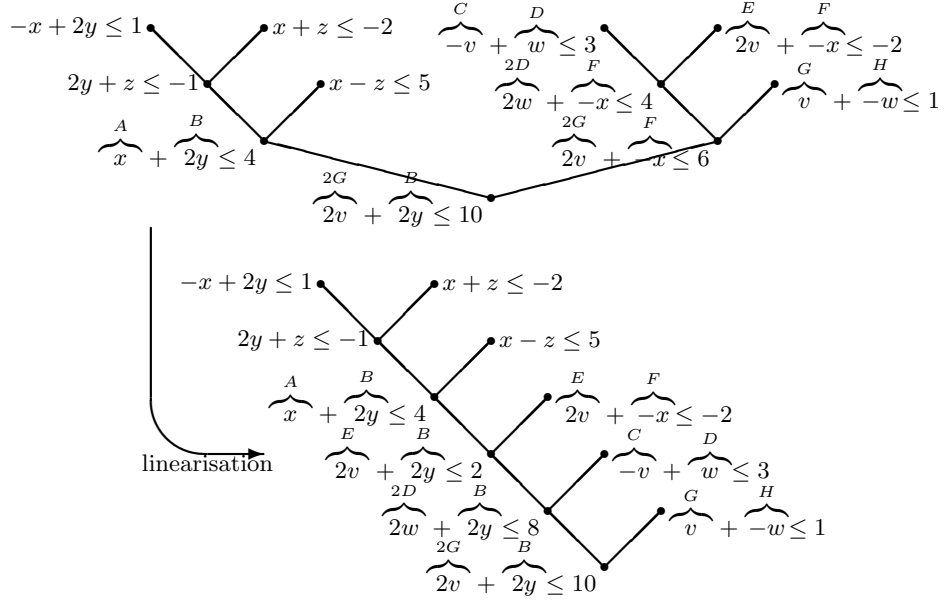 −x + 2y ≤ 1
x + z ≤ −2
C D
−v + w ≤ 3
E F
2v + −x ≤ −2
2y + z ≤ −1
x − z ≤ 5
2D F
2w + −x ≤ 4
G H
v + −w ≤ 1
A B
x + 2y ≤ 4
2G F
2v + −x ≤ 6
2G B
2v + 2y ≤ 10
−x + 2y ≤ 1
x + z ≤ −2
2y + z ≤ −1
x − z ≤ 5
A B
x + 2y ≤ 4
E F
2v + −x ≤ −2
E B
2v + 2y ≤ 2
C D
−v + w ≤ 3
linearisation
2D B
2w + 2y ≤ 8
G H
v + −w ≤ 1
2G B
2v + 2y ≤ 10